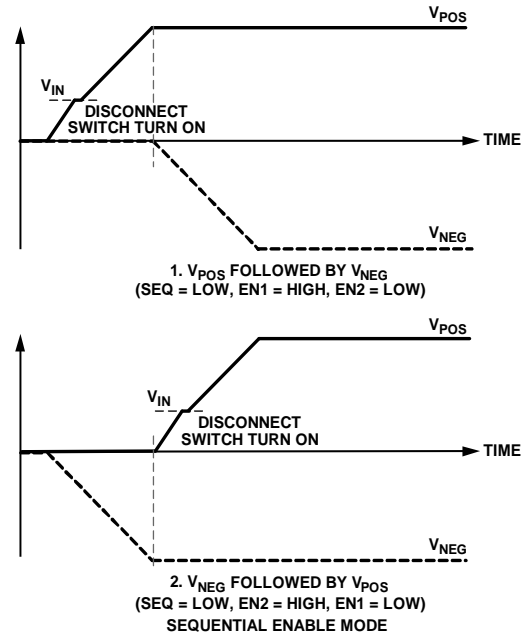 VPOS
VIN
DISCONNECT
SWITCH TURN ON
TIME
VNEG
1. VPOS FOLLOWED BY VNEG
(SEQ = LOW, EN1 = HIGH, EN2 = LOW)
VPOS
VIN
DISCONNECT
SWITCH TURN ON
TIME
VNEG
2. VNEG FOLLOWED BY VPOS
(SEQ = LOW, EN2 = HIGH, EN1 = LOW)
SEQUENTIAL ENABLE MODE